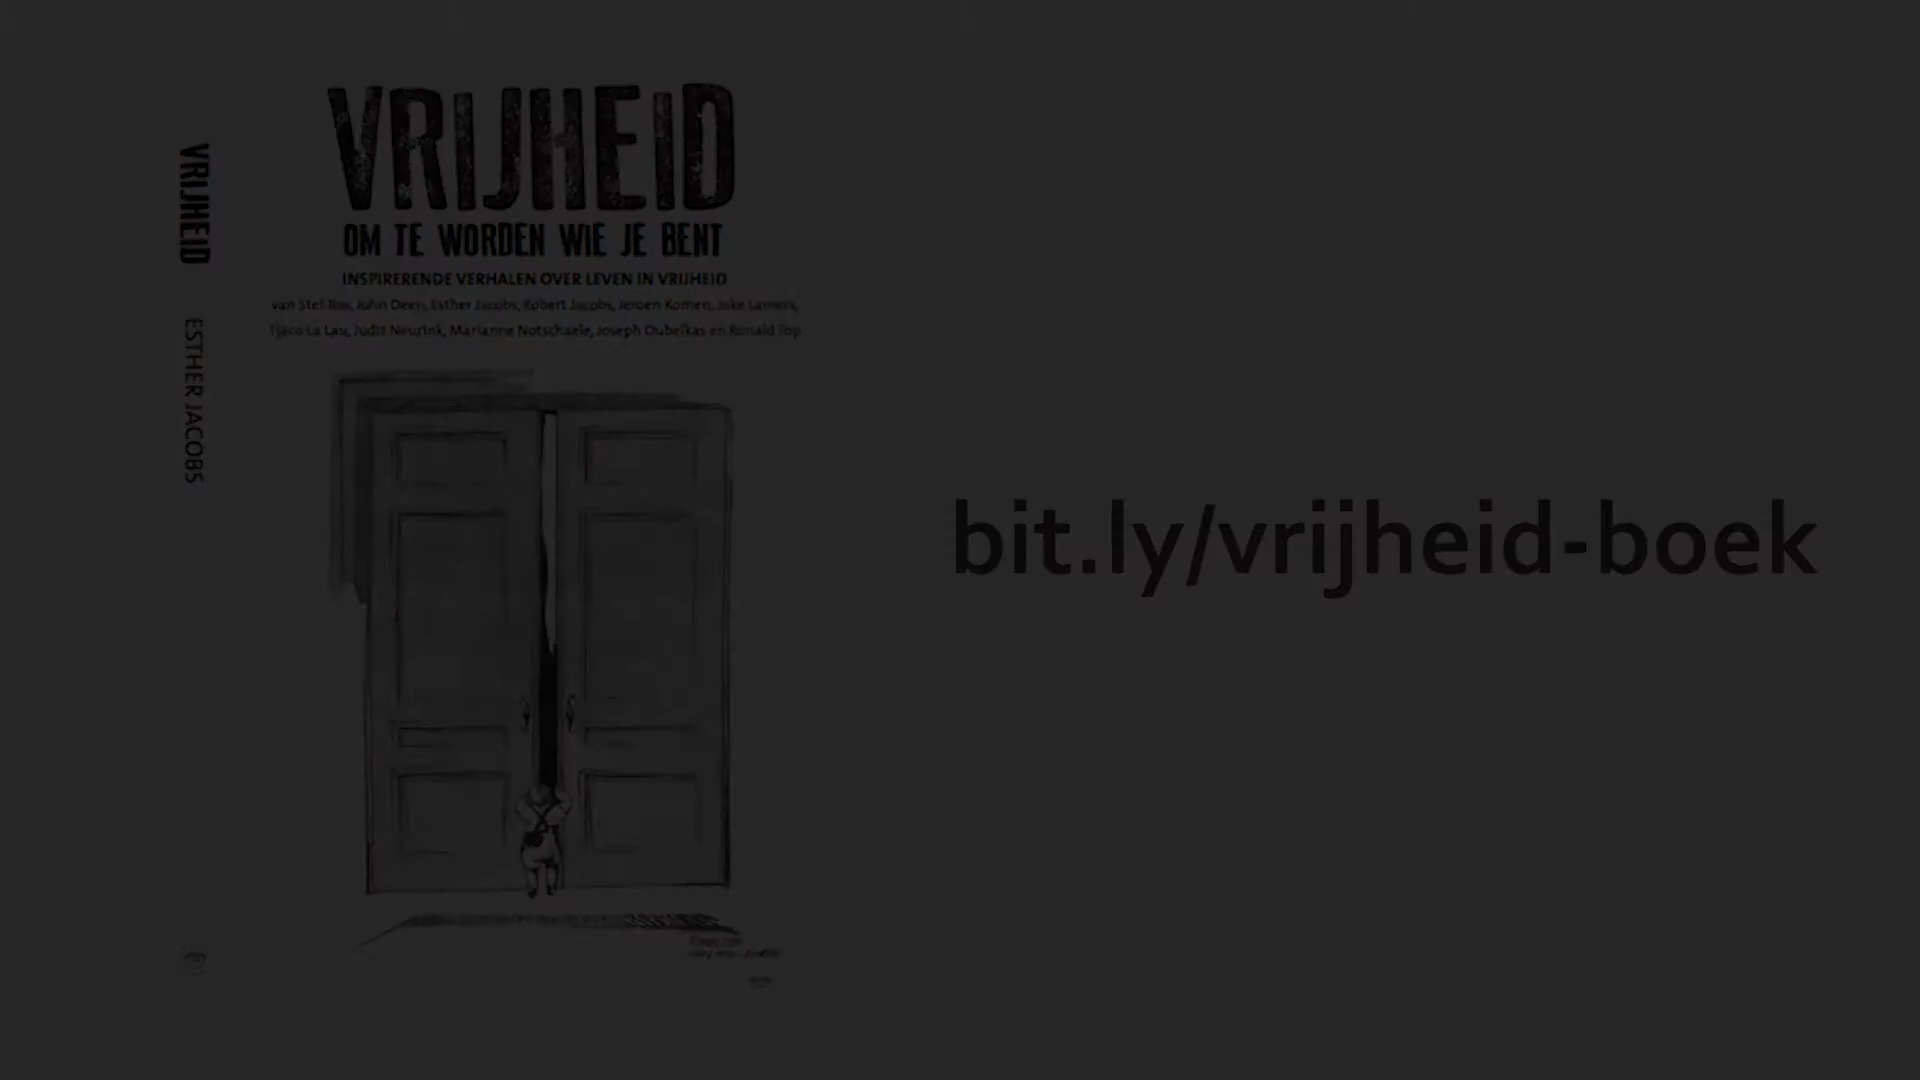 VRIJHEID
ESTHER JACOBS
VRIJHEID
OM TE WORDEN WIE JE BENT
INSPIRERENDE VERHALEN OVER LEVEN IN VRIJHEID
van Stef Bos, John Deen, Esther Jacobs, Robert Jacobs, Jeroen Komen, Joke Lamers,
Tjaco La Lau, Judit Neurink, Marianne Notschaele, Joseph Oubelkas en Ronald Top
bit.ly/vrijheid-boek